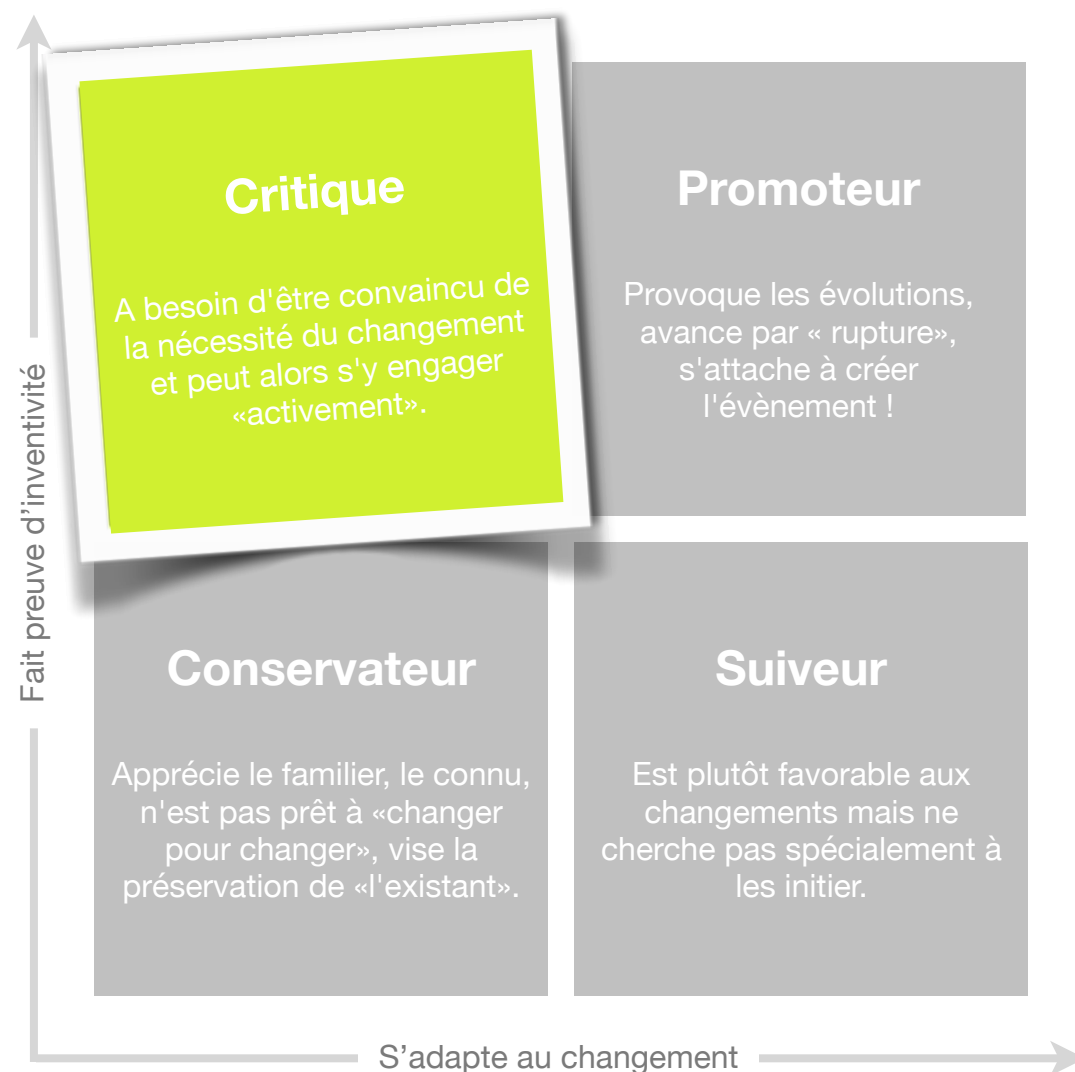 Critique
A besoin d'être convaincu de
la nécessité du changement
et peut alors s'y engager
«activement».
Promoteur
Provoque les évolutions,
avance par « rupture»,
s'attache à créer
l'évènement !
Fait preuve d’inventivité
Conservateur
Apprécie le familier, le connu,
n'est pas prêt à «changer
pour changer», vise la
préservation de «l'existant».
Suiveur
Est plutôt favorable aux
changements mais ne
cherche pas spécialement à
les initier.
S’adapte au changement